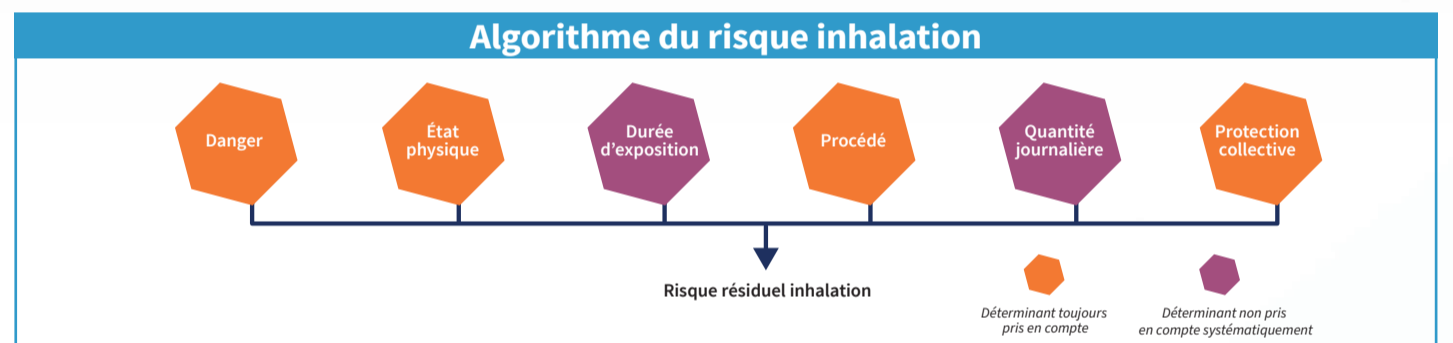 Algorithme du risque inhalation
Danger
État
physique
Durée
d’exposition
Procédé
Quantité
journalière
Protection
collective
Risque résiduel inhalation
Déterminant toujours
pris en compte
Déterminant non pris
en compte systématiquement